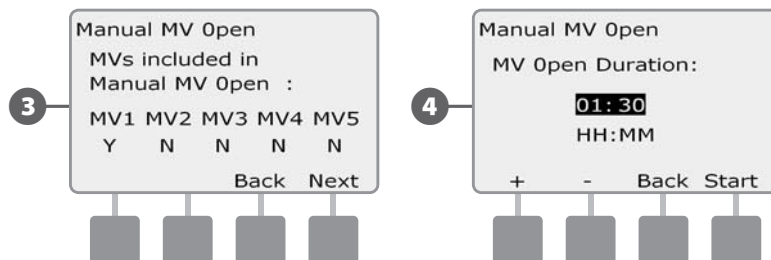 3
Manual MV Open
MVs included in
Manual MV Open :
MV1 MV2 MV3 MV4 MV5
Y N N N N
Back Next
4
Manual MV Open
MV Open Duration:
01:30
HH:MM
+ - Back Start